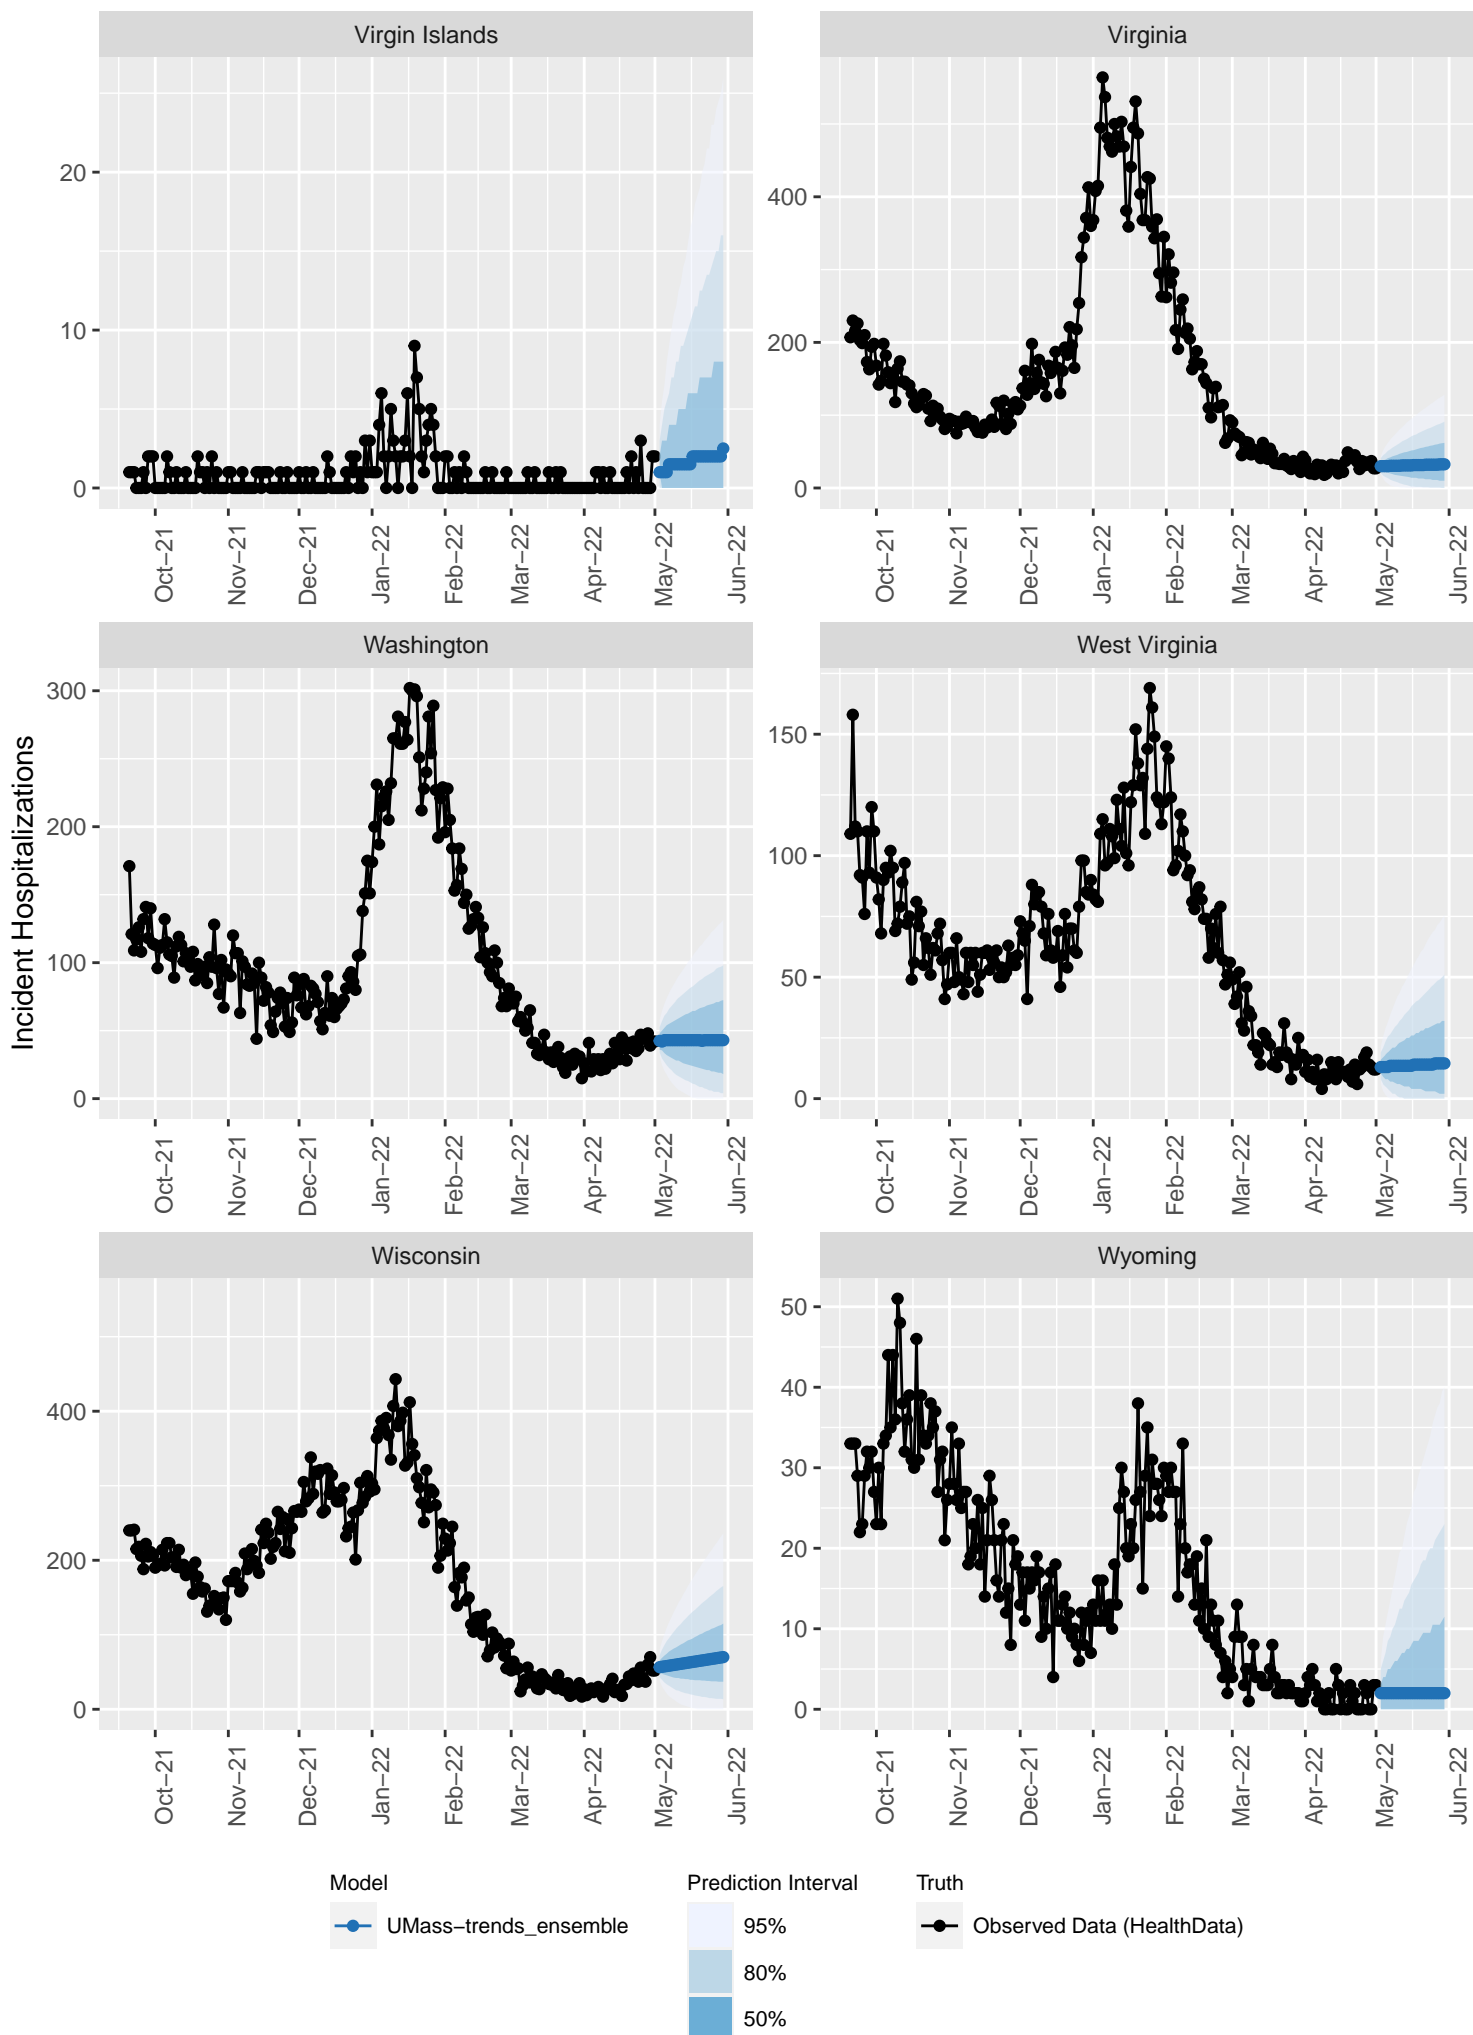 Virgin Islands
Virginia
20
10
0
400
200
0
Oct−21
Nov−21
Dec−21
Jan−22
Feb−22
Mar−22
Apr−22
May−22
Jun−22
Oct−21
Nov−21
Dec−21
Jan−22
Feb−22
Mar−22
Apr−22
May−22
Jun−22
Incident Hospitalizations
Washington
West Virginia
300
200
100
0
150
100
50
0
Oct−21
Nov−21
Dec−21
Jan−22
Feb−22
Mar−22
Apr−22
May−22
Jun−22
Oct−21
Nov−21
Dec−21
Jan−22
Feb−22
Mar−22
Apr−22
May−22
Jun−22
Wisconsin
Wyoming
400
200
0
50
40
30
20
10
0
Oct−21
Nov−21
Dec−21
Jan−22
Feb−22
Mar−22
Apr−22
May−22
Jun−22
Oct−21
Nov−21
Dec−21
Jan−22
Feb−22
Mar−22
Apr−22
May−22
Jun−22
Model
UMass−trends_ensemble
Prediction Interval
95%
80%
50%
Truth
Observed Data (HealthData)